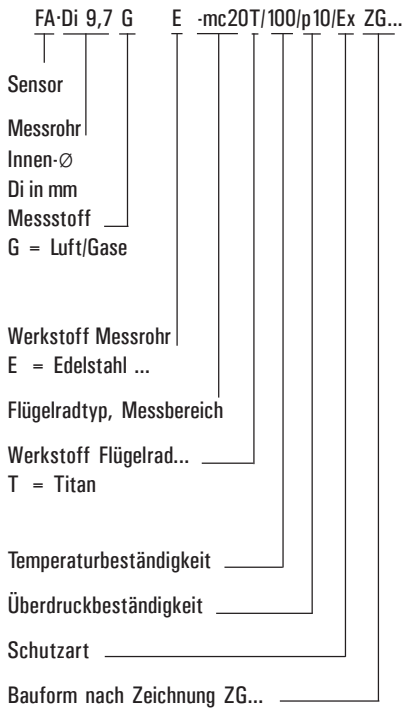 FA-Di 9,7 G E -mc20T/100/p10/Ex ZG...
Sensor
Messrohr
Innen-∅
Di in mm
Messstoff
G = Luft/Gase
Werkstoff Messrohr
E = Edelstahl ...
Flügelradtyp, Messbereich
Werkstoff Flügelrad...
T = Titan
Temperaturbeständigkeit
Überdruckbeständigkeit
Schutzart
Bauform nach Zeichnung ZG...